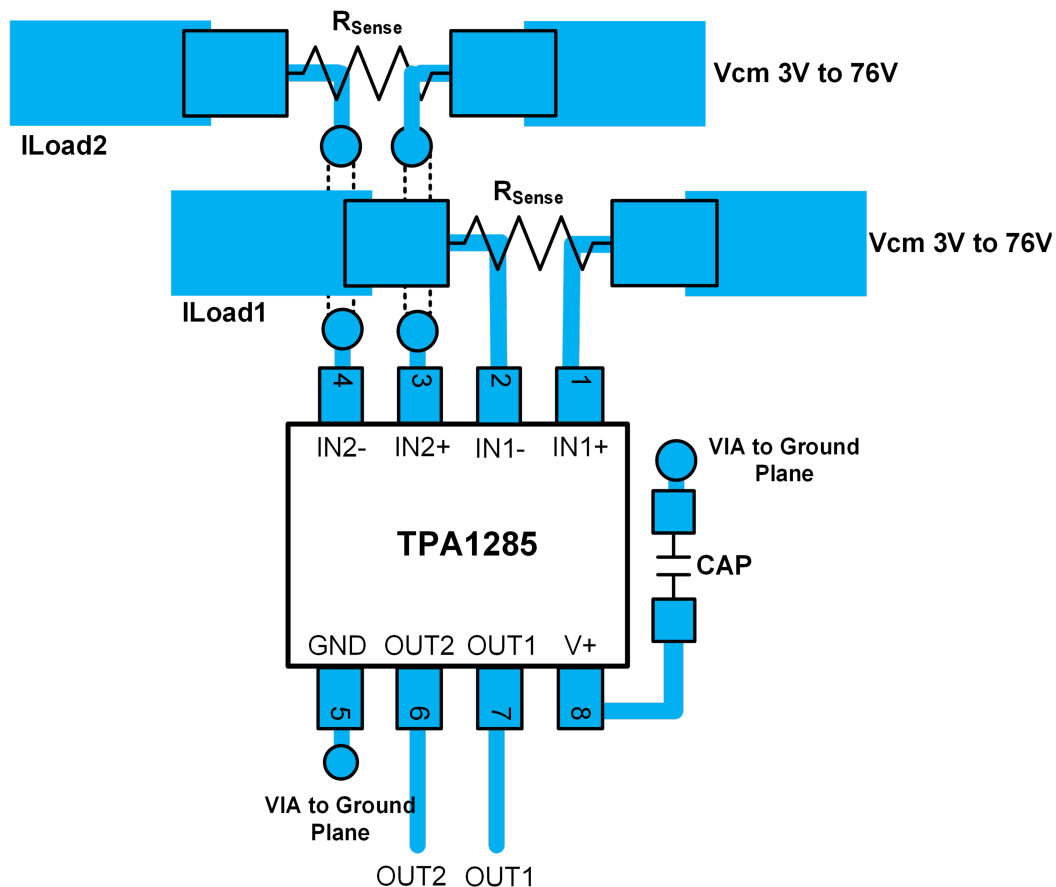 RSense
Vcm 3V to 76V
ILoad2
RSense
Vcm 3V to 76V
ILoad1
4 3 2 1
IN2- IN2+ IN1- IN1+
VIA to Ground
Plane
TPA1285
CAP
GND OUT2 OUT1 V+
5 6 7 8
VIA to Ground
Plane
OUT2 OUT1